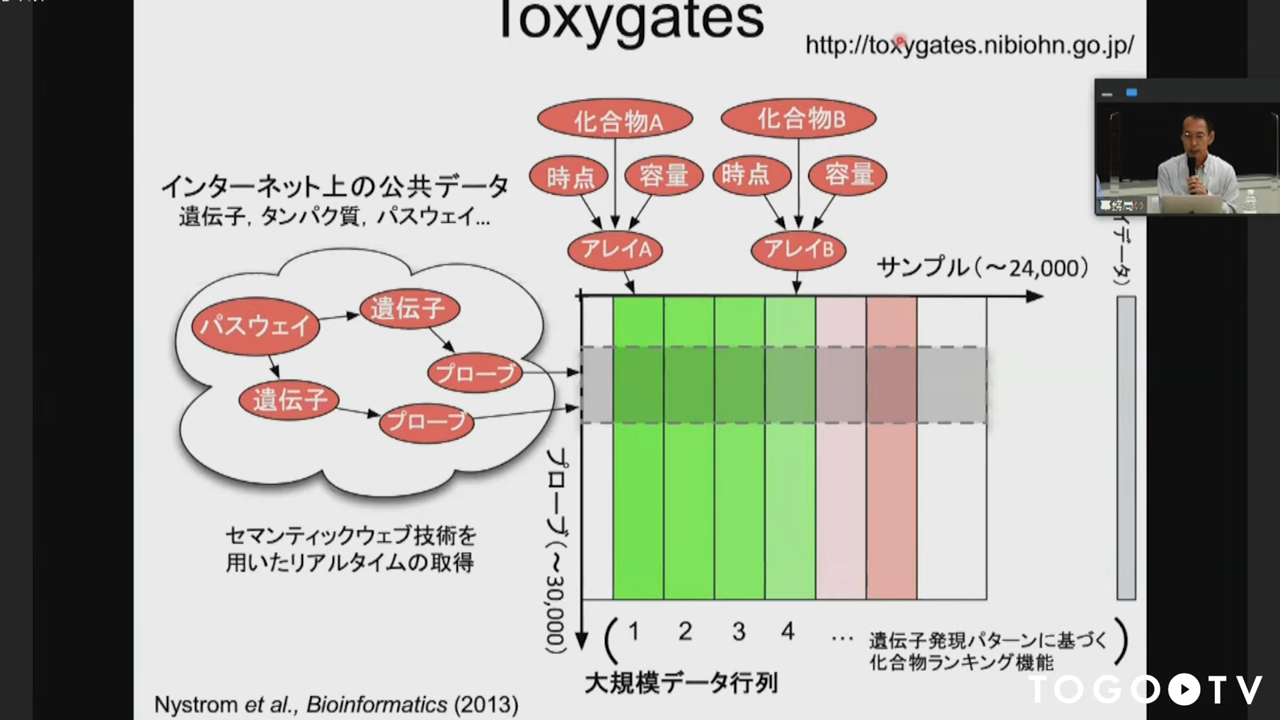 Toxygates
http://toxygates.nibiohn.go.jp/
化合物A
化合物B
時点
容量
時点
容量
アレイA
アレイB
インターネット上の公共データ
遺伝子, タンパク質, パスウェイ...
サンプル(～24,000)
データ)
パスウェイ
遺伝子
プローブ
遺伝子
プローブ
プローブ(～30,000)
セマンティックウェブ技術を
用いたリアルタイムの取得
( 1 2 3 4 ... 遺伝子発現パターンに基づく
化合物ランキング機能 )
大規模データ行列
Nystrom et al., Bioinformatics (2013)
TOGO TV